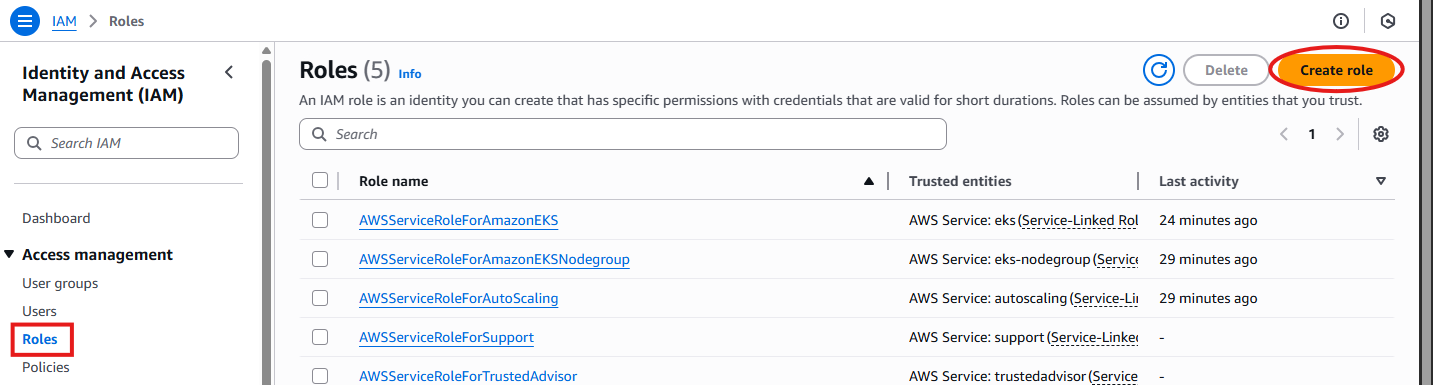 IAM > Roles
Identity and Access
Management (IAM)
Search IAM
Dashboard
Access management
User groups
Users
Roles
Policies
Roles (5) Info
Delete
Create role
An IAM role is an identity you can create that has specific permissions with credentials that are valid for short durations. Roles can be assumed by entities that you trust.
Search
1
Role name Trusted entities Last activity
AWSServiceRoleForAmazonEKS AWS Service: eks (Service-Linked Rol 24 minutes ago
AWSServiceRoleForAmazonEKSNodegroup AWS Service: eks-nodegroup (Service 29 minutes ago
AWSServiceRoleForAutoScaling AWS Service: autoscaling (Service-Li 29 minutes ago
AWSServiceRoleForSupport AWS Service: support (Service-Linked -
AWSServiceRoleForTrustedAdvisor AWS Service: trustedadvisor (Service -